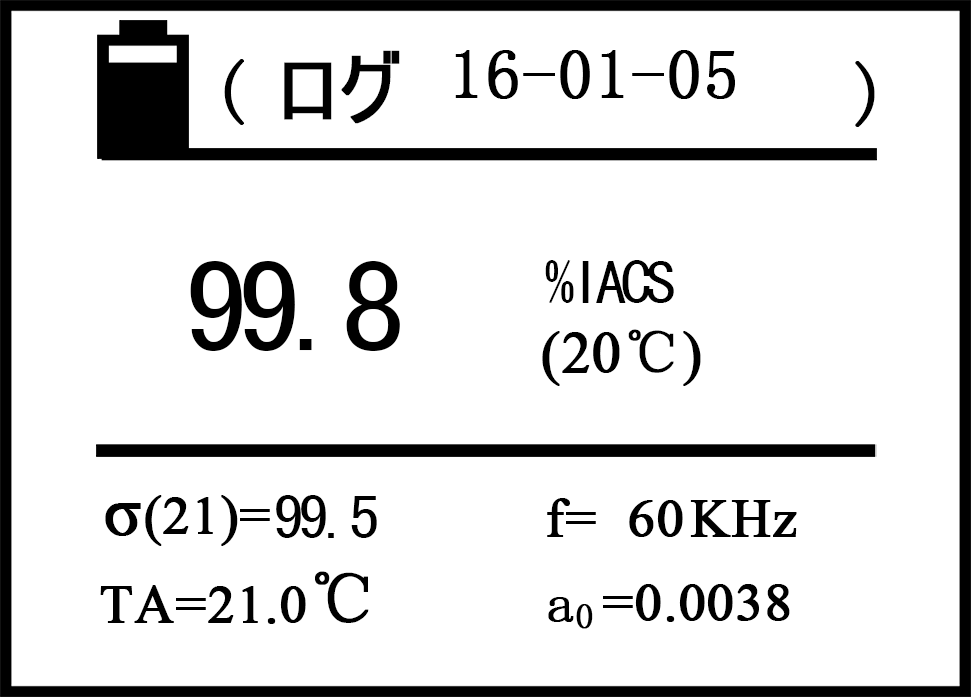 (ログ 16-01-05 )
99.8 %IACS
(20℃)
σ(21)=99.5 f= 60KHz
TA=21.0℃ a₀=0.0038